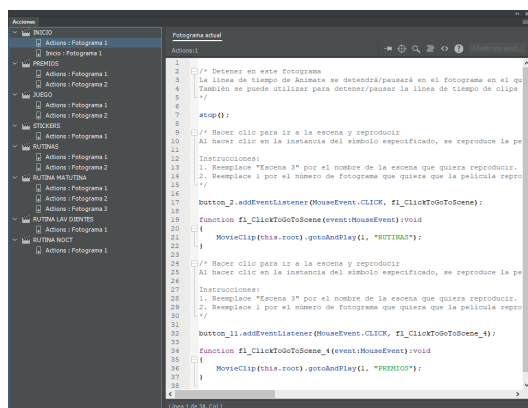 Acciones
INICIO
Actions : Fotograma 1
Inicio : Fotograma 1
PREMIOS
Actions : Fotograma 1
Actions : Fotograma 2
JUEGO
Actions : Fotograma 1
Actions : Fotograma 2
STICKERS
Actions : Fotograma 1
RUTINAS
Actions : Fotograma 1
Actions : Fotograma 2
RUTINA MATUTINA
Actions : Fotograma 1
Actions : Fotograma 2
Actions : Fotograma 3
RUTINA LAV DIENTES
Actions : Fotograma 1
RUTINA NOCT
Actions : Fotograma 1
Fotograma actual
Actions:1
1
2 /* Detener en este fotograma
3 La línea de tiempo de Animate se detendrá/pausará en el fotograma en el qu
4 También se puede utilizar para detener/pausar la línea de tiempo de clips
5 */
6
7 stop();
8
9 /* Hacer clic para ir a la escena y reproducir
10 Al hacer clic en la instancia del símbolo especificado, se reproduce la pe
11
12 Instrucciones:
13 1. Reemplace "Escena 3" por el nombre de la escena que quiera reproducir.
14 2. Reemplace 1 por el número de fotograma que quiera que la película repro
15 */
16
17 button_2.addEventListener(MouseEvent.CLICK, fl_ClickToGoToScene);
18
19 function fl_ClickToGoToScene(event:MouseEvent):void
20 {
21 MovieClip(this.root).gotoAndPlay(1, "RUTINAS");
22 }
23
24 /* Hacer clic para ir a la escena y reproducir
25 Al hacer clic en la instancia del símbolo especificado, se reproduce la pe
26
27 Instrucciones:
28 1. Reemplace "Escena 3" por el nombre de la escena que quiera reproducir.
29 2. Reemplace 1 por el número de fotograma que quiera que la película repro
30 */
31
32 button_11.addEventListener(MouseEvent.CLICK, fl_ClickToGoToScene_4);
33
34 function fl_ClickToGoToScene_4(event:MouseEvent):void
35 {
36 MovieClip(this.root).gotoAndPlay(1, "PREMIOS");
37 }
38
Línea 1 de 38, Col 1